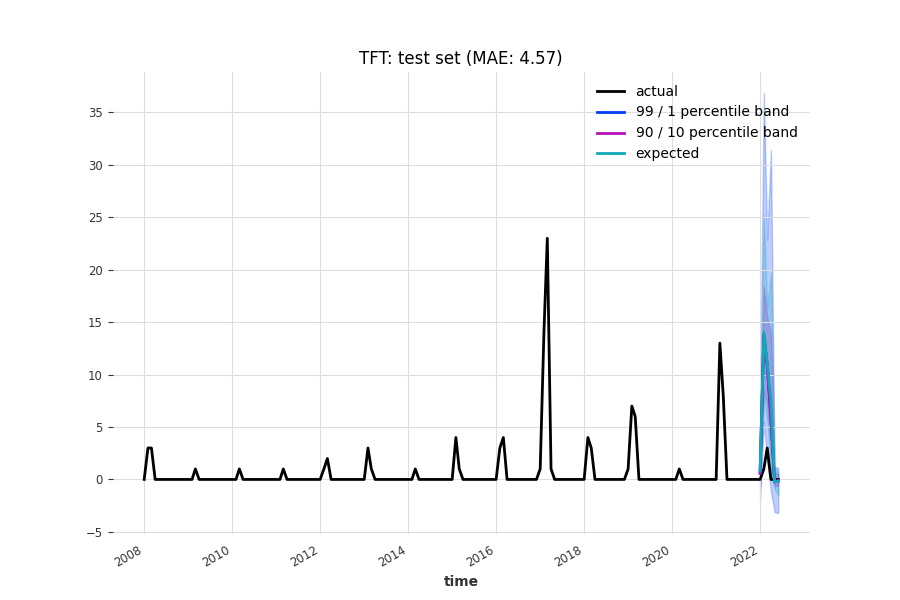 TFT: test set (MAE: 4.57)
actual
99 / 1 percentile band
90 / 10 percentile band
expected
35
30
25
20
15
10
5
0
−5
2008
2010
2012
2014
2016
2018
2020
2022
time